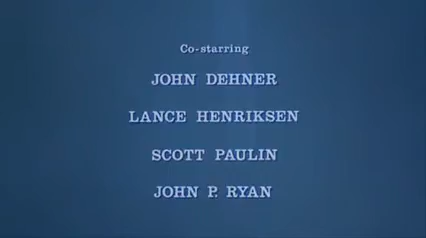 Co-starring
JOHN DEHNER
LANCE HENRIKSEN
SCOTT PAULIN
JOHN P. RYAN